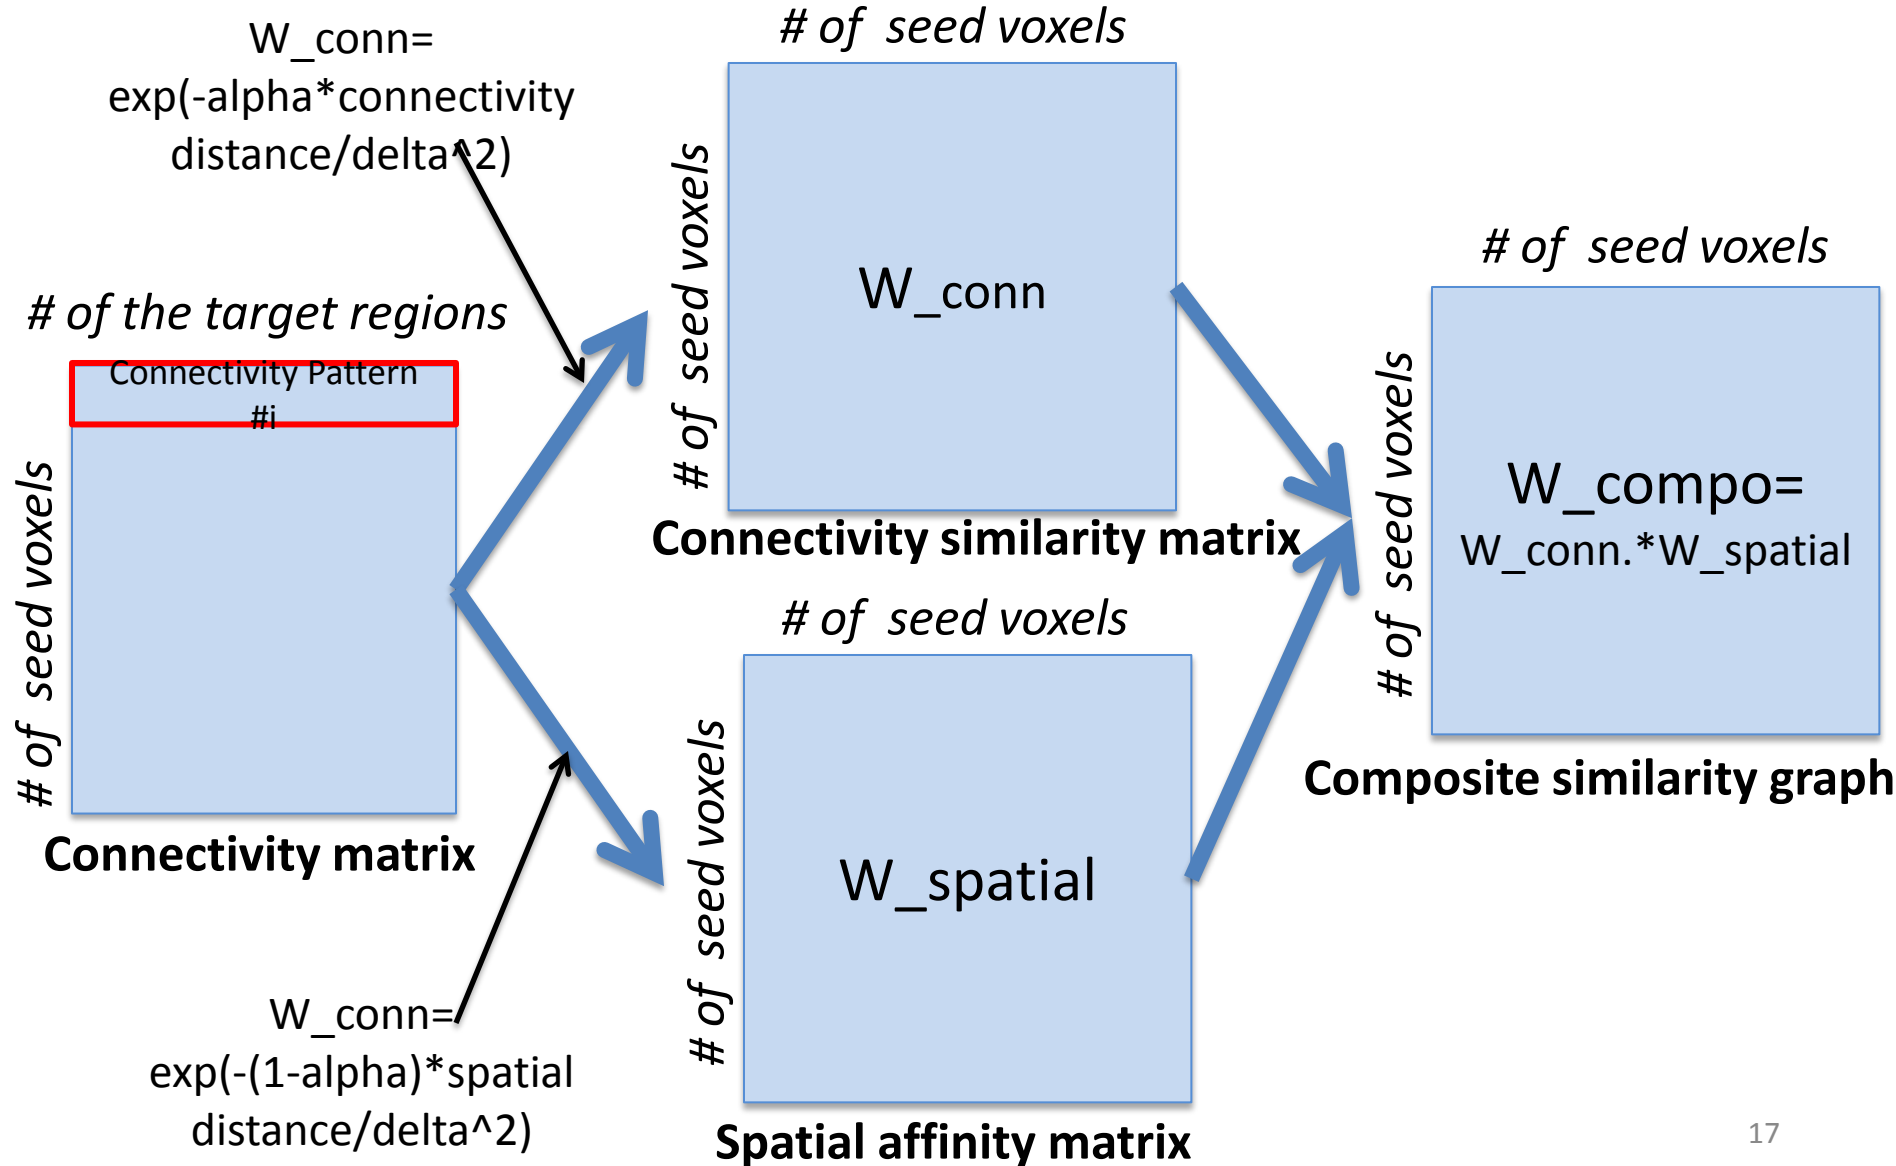 W_conn=
exp(-alpha*connectivity
distance/delta^2)
# of the target regions
Connectivity Pattern
#i
# of seed voxels
Connectivity matrix
W_conn=
exp(-(1-alpha)*spatial
distance/delta^2)
# of seed voxels
# of seed voxels
W_conn
Connectivity similarity matrix
# of seed voxels
# of seed voxels
W_spatial
Spatial affinity matrix
# of seed voxels
# of seed voxels
W_compo=
W_conn.*W_spatial
Composite similarity graph
17